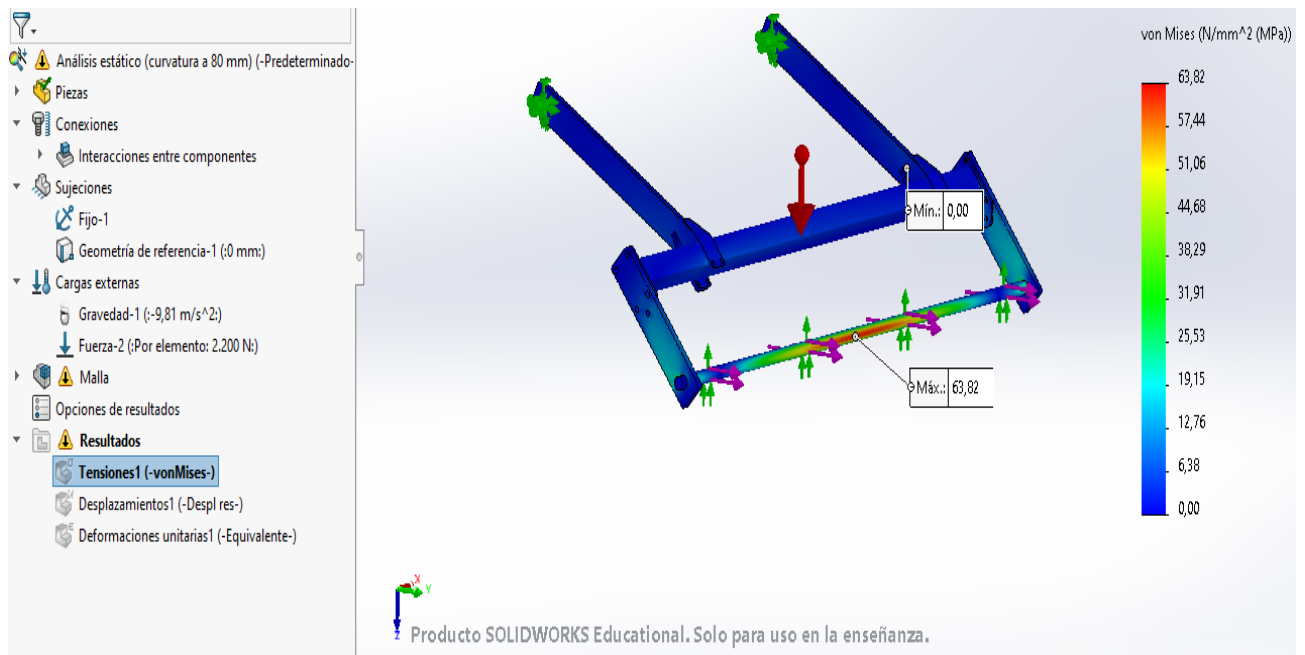 Análisis estático (curvatura a 80 mm) (-Predeterminado-
Piezas
Conexiones
Interacciones entre componentes
Sujeciones
Fijo-1
Geometría de referencia-1 (:0 mm:)
Cargas externas
Gravedad-1 (:-9,81 m/s^2:)
Fuerza-2 (:Por elemento: 2.200 N:)
Malla
Opciones de resultados
Resultados
Tensiones1 (-vonMises-)
Desplazamientos1 (-Despl res-)
Deformaciones unitarias1 (-Equivalente-)
Mín.: 0,00
Máx.: 63,82
von Mises (N/mm^2 (MPa))
63,82
57,44
51,06
44,68
38,29
31,91
25,53
19,15
12,76
6,38
0,00
X
Y
Z
Producto SOLIDWORKS Educational. Solo para uso en la enseñanza.